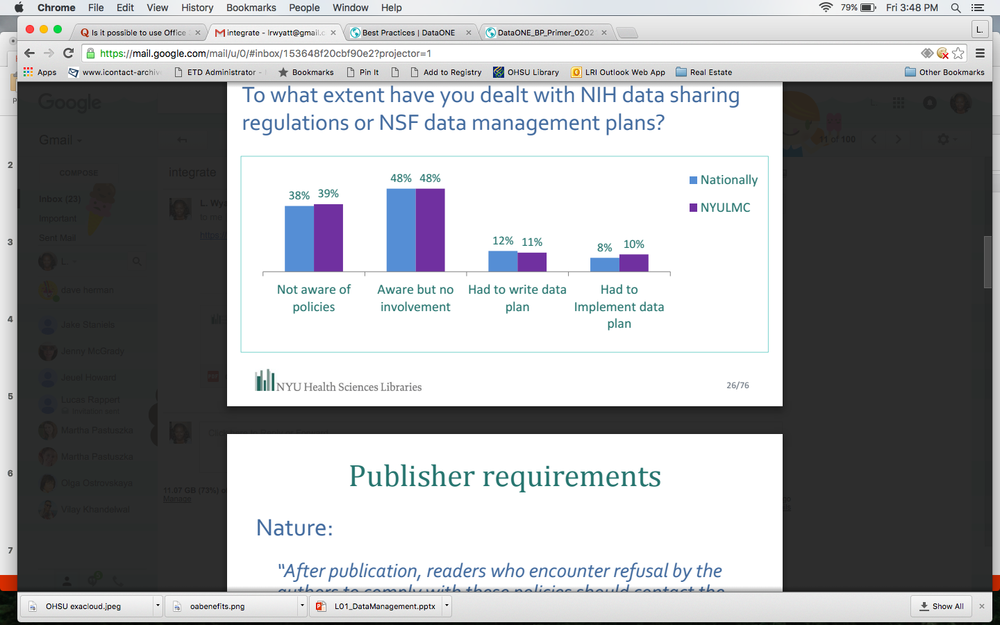 Chrome File Edit View History Bookmarks People Window Help 79% Fri 3:48 PM
Is it possible to use Office
integrate - lrwyatt@gmail.c
Best Practices | DataONE
DataONE_BP_Primer_0202
L.
https://mail.google.com/mail/u/0/#inbox/153648f20cbf90e2?projector=1
Apps www.icontact-archiv ETD Administrator - Bookmarks Pin It Add to Registry OHSU Library LRI Outlook Web App Real Estate Other Bookmarks
To what extent have you dealt with NIH data sharing
regulations or NSF data management plans?
38% 39% 48% 48% 12% 11% 8% 10%
Nationally
NYULMC
Not aware of
policies
Aware but no
involvement
Had to write data
plan
Had to
Implement data
plan
NYU Health Sciences Libraries
26/76
Publisher requirements
Nature:
“After publication, readers who encounter refusal by the
authors to comply with these policies should contact the
Google
Gmail
COMPOSE
Inbox (23)
Important
Sent Mail
L.
dave herman
Jake Staniels
Jenny McGrady
Jeuel Howard
Lucas Rappert
Invitation sent
Martha Pastuszka
Martha Pastuszka
Olga Ostrovskaya
Vilay Khandelwal
integrate
L. Wya
to me
https:/
11 of 100
11.07 GB (73%) o
Manage
2
3
4
5
6
7
OHSU exacloud.jpeg
oabenefits.png
L01_DataManagement.pptx
Show All